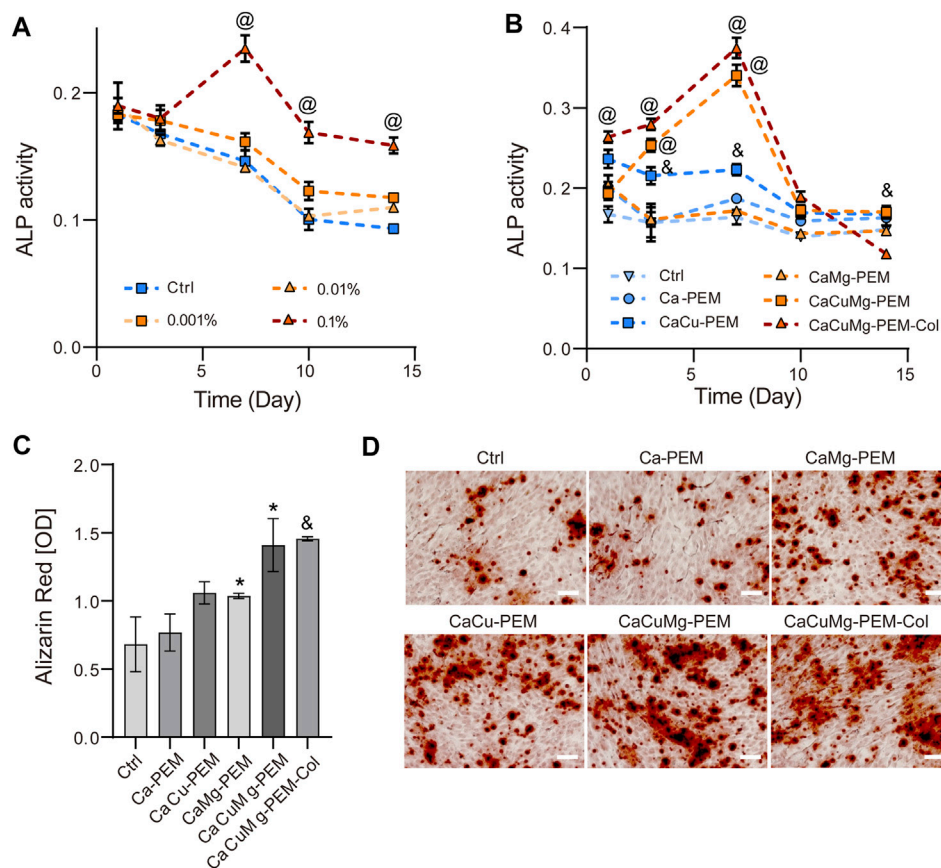 A
@
@
@
0.2
0.1
0.0
ALP activity
Ctrl
0.01%
0.001%
0.1%
0
5
10
15
Time (Day)
B
0.4
0.3
0.2
0.1
0.0
ALP activity
@
@
@
@
@
&
&
&
Ctrl
CaMg-PEM
Ca-PEM
CaCuMg-PEM
CaCu-PEM
CaCuMg-PEM-Col
0
5
10
15
Time (Day)
C
2.0
1.5
1.0
0.5
0.0
Alizarin Red [OD]
*
*
&
Ctrl
Ca-PEM
CaCu-PEM
CaMg-PEM
CaCuMg-PEM
CaCuMg-PEM-Col
D
Ctrl
Ca-PEM
CaMg-PEM
CaCu-PEM
CaCuMg-PEM
CaCuMg-PEM-Col